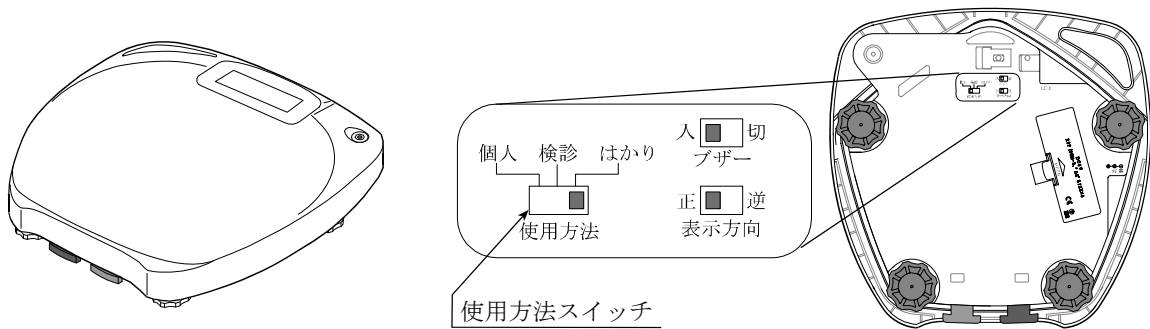 個人 検診 はかり
使用方法
入 切
ブザー
正 逆
表示方向
使用方法スイッチ